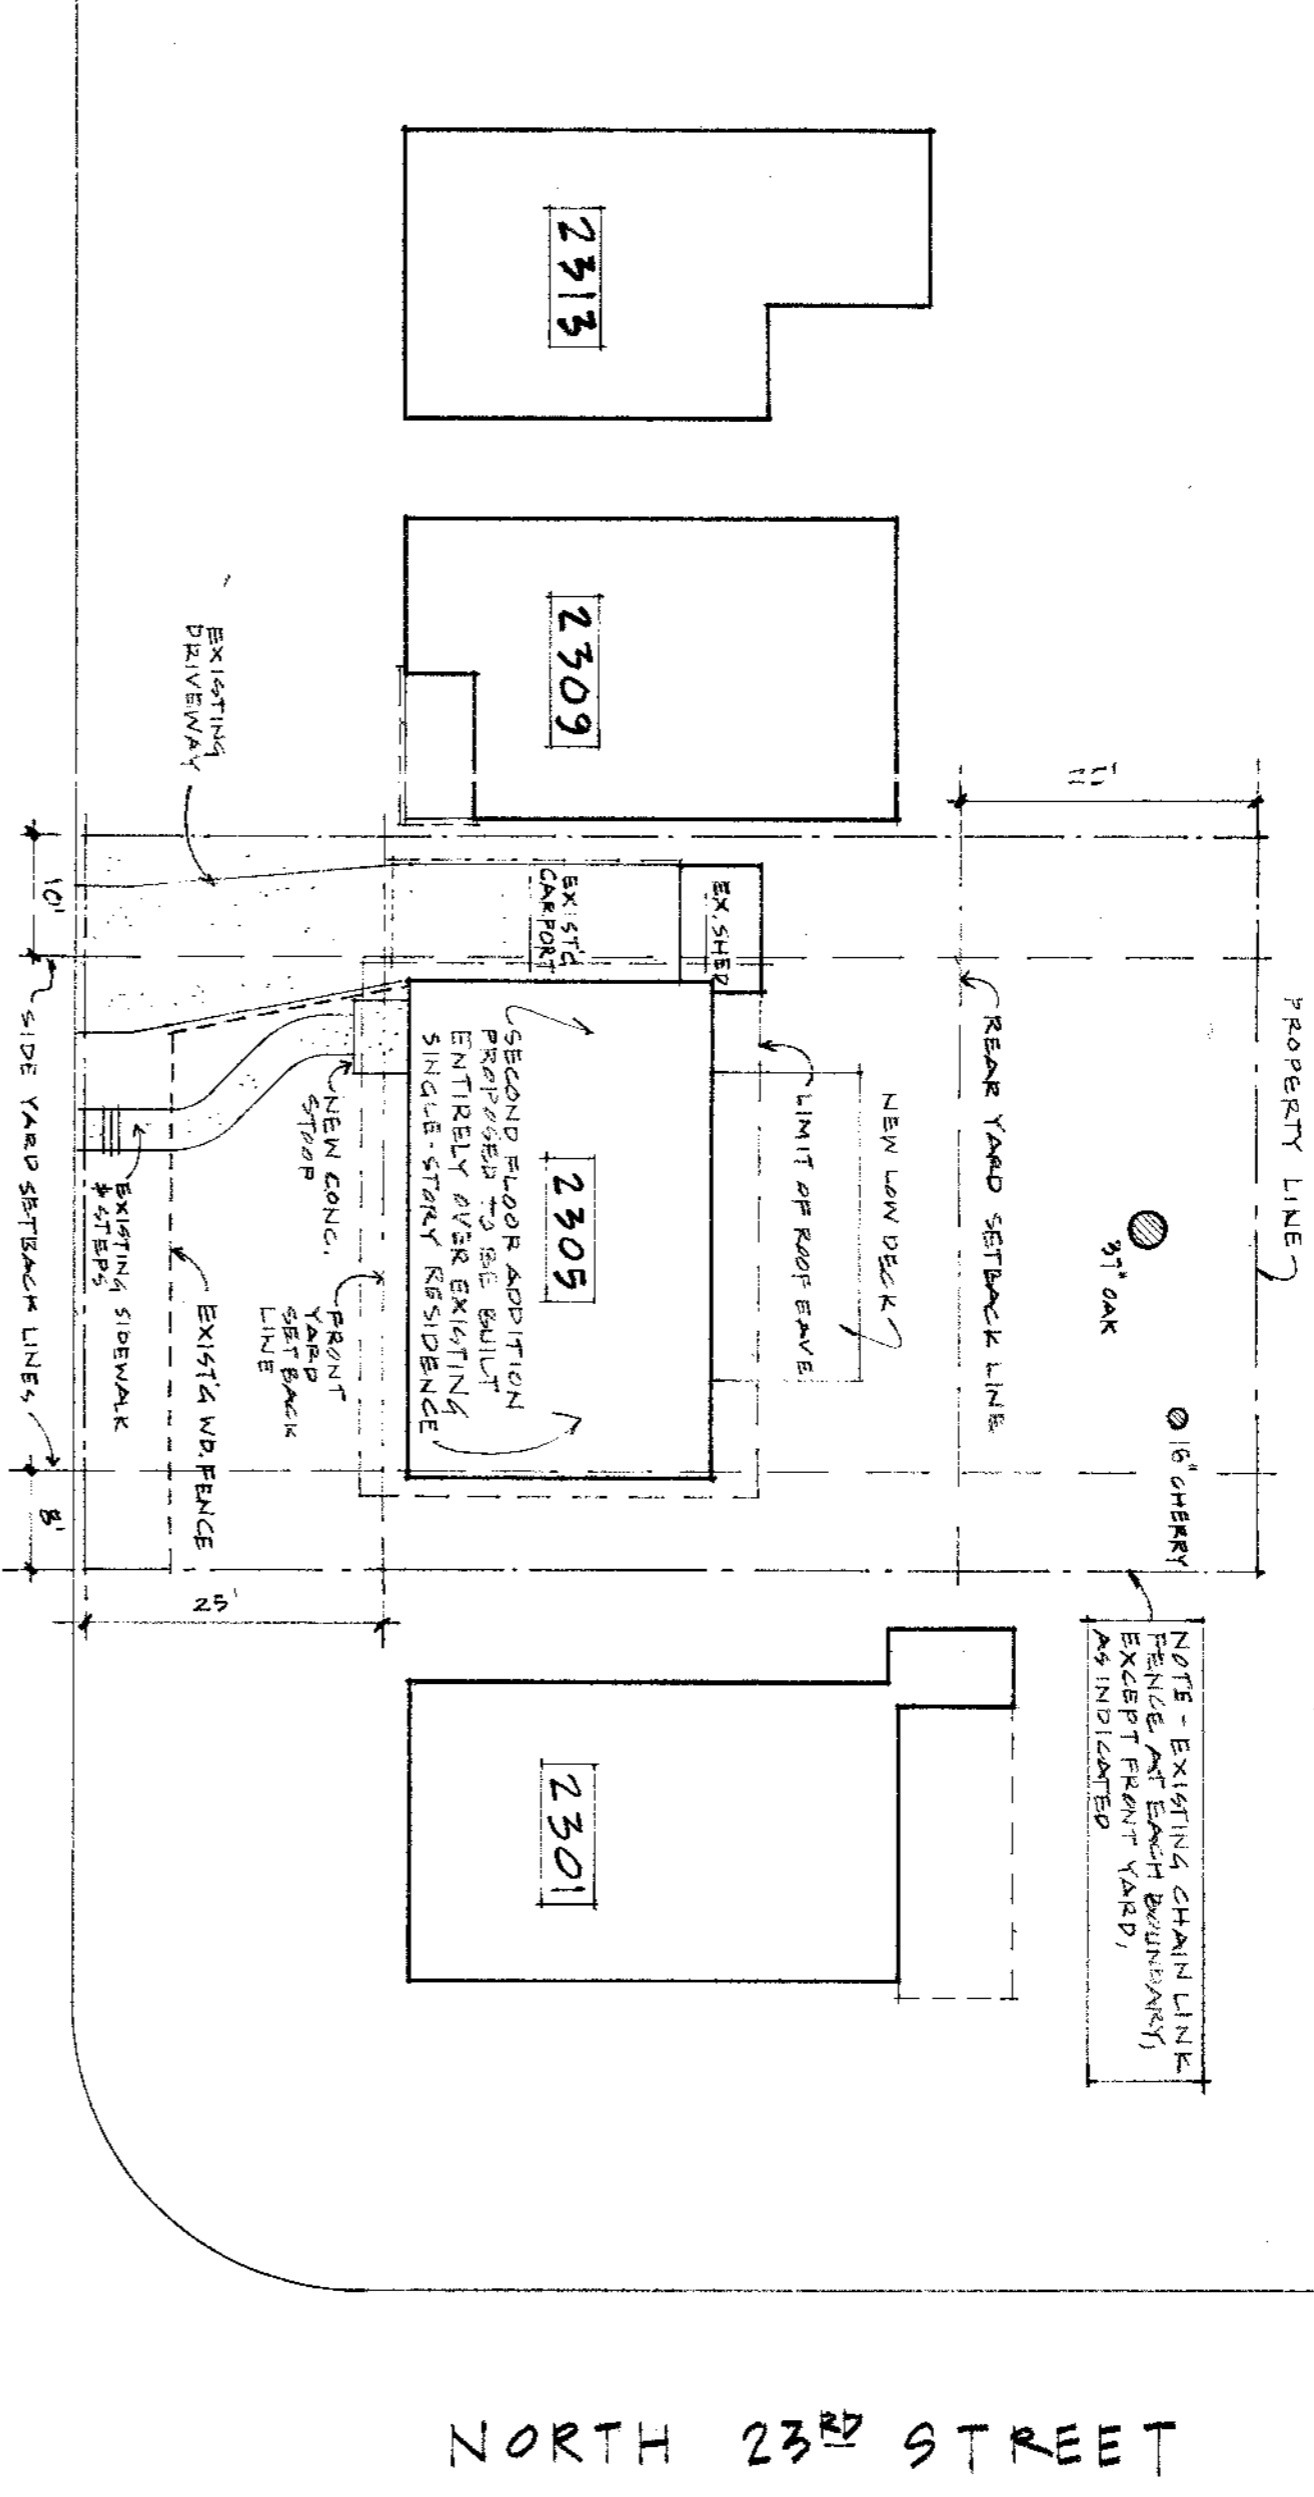 PROPERTY LINE
2313
2309
2305
2301
EXISTING
DRIVEWAY
10'
EXIST'G
CARPORT
EX. SHED
REAR YARD SETBACK LINE
37" OAK
16" CHERRY
NEW LOW DECK
LIMIT OF ROOF EAVE
SECOND FLOOR ADDITION
PROPOSED TO BE BUILT
ENTIRELY OVER EXISTING
SINGLE-STORY RESIDENCE
NEW CONC.
STOOP
FRONT
YARD
SETBACK
LINE
EXIST'G WD. FENCE
EXISTING SIDEWALK
& STEPS
SIDE YARD SETBACK LINES
8'
25'
NOTE - EXISTING CHAIN LINK
FENCE AT EACH BOUNDARY,
EXCEPT FRONT YARD,
AS INDICATED
NORTH 23RD STREET